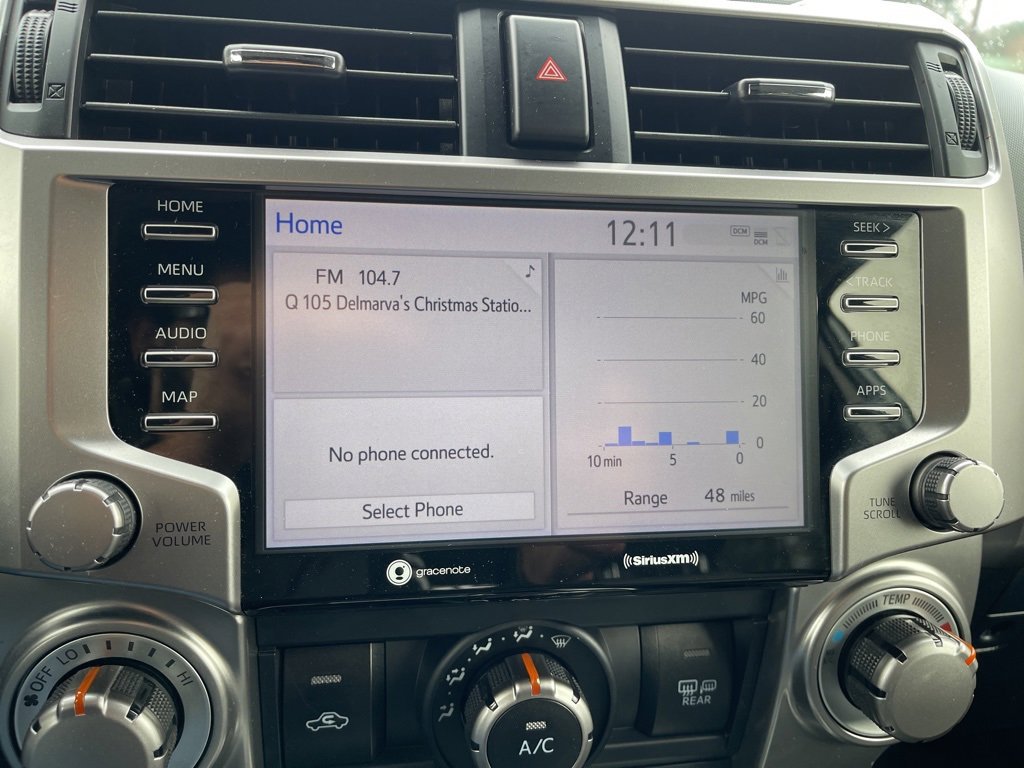 HOME
MENU
AUDIO
MAP
POWER
VOLUME
Home
12:11
DCM
DCM
FM 104.7
Q 105 Delmarva's Christmas Statio...
No phone connected.
Select Phone
MPG
60
40
20
0
10 min 5 0
Range 48 miles
gracenote
SiriusXM
SEEK >
< TRACK
PHONE
APPS
TUNE
SCROLL
OFF LO HI
A/C
REAR
TEMP